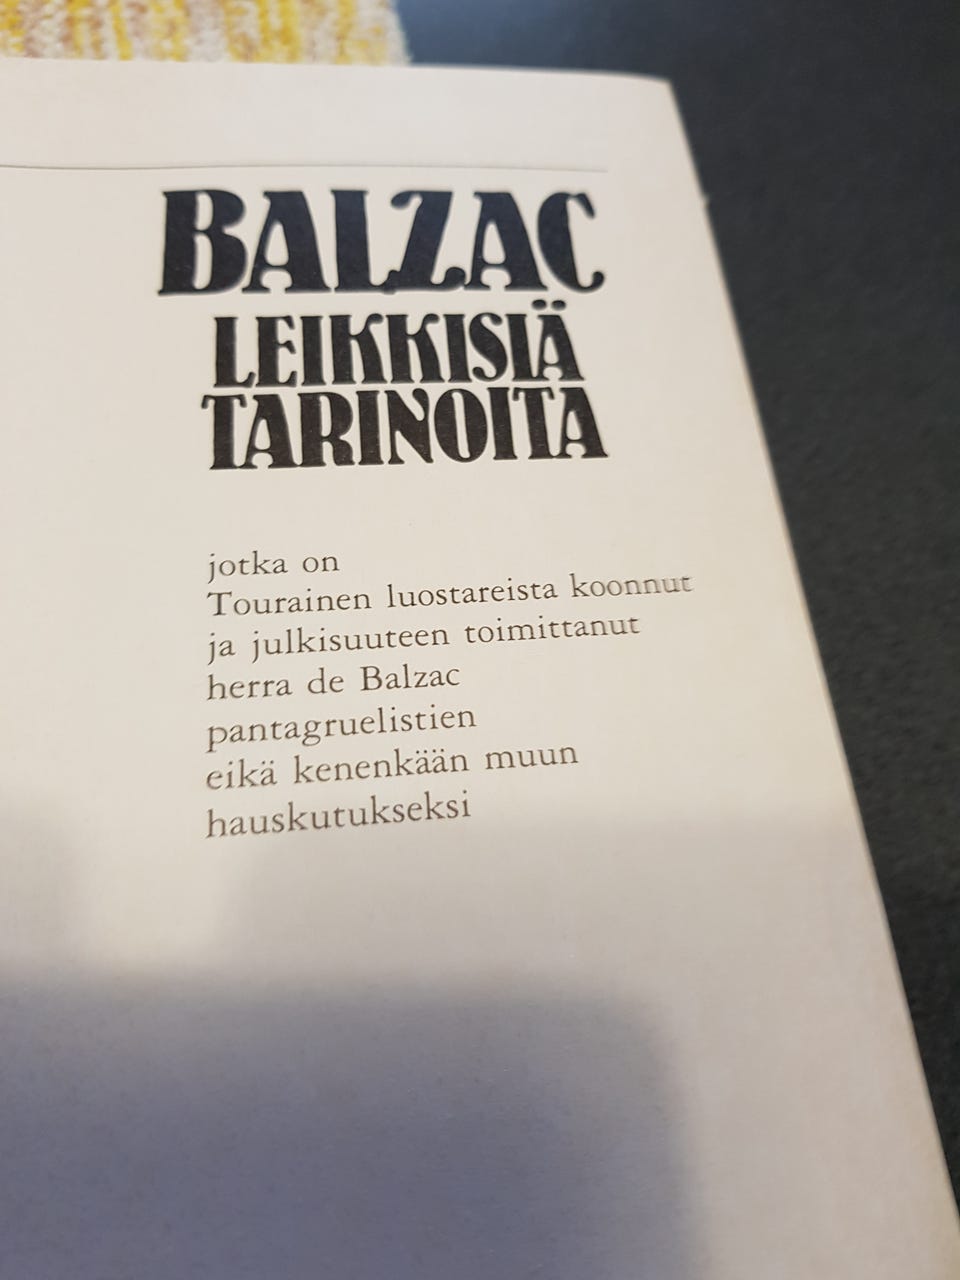 BALZAC
LEIKKISIÄ
TARINOITA
jotka on
Tourainen luostareista koonnut
ja julkisuuteen toimittanut
herra de Balzac
pantagruelistien
eikä kenenkään muun
hauskutukseksi